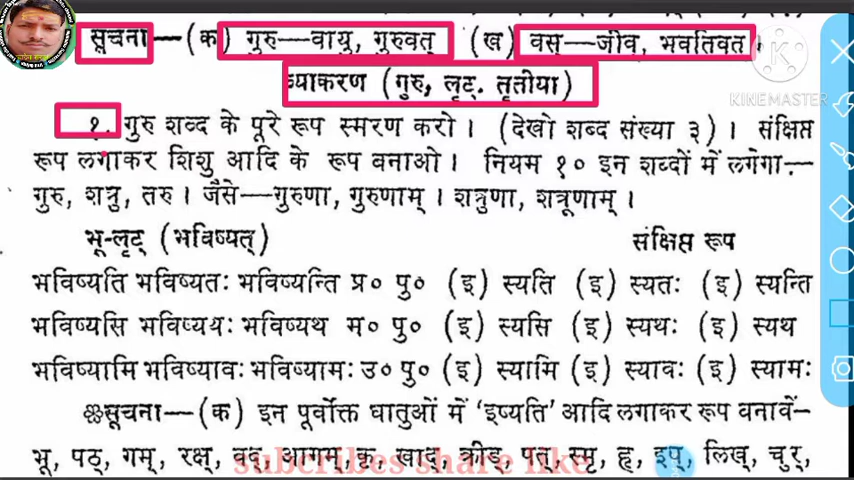 सूचना—(क) गुरु—वायु, गुरुवत् (ख) वस्—जीव, भवतिवत ।
व्याकरण (गुरु, लृट्. तृतीया)
१. गुरु शब्द के पूरे रूप स्मरण करो । (देखो शब्द संख्या ३) । संक्षिप्त
रूप लगाकर शिशु आदि के रूप बनाओ । नियम १० इन शब्दों में लगेगा—
गुरु, शत्रु, तरु । जैसे—गुरुणा, गुरुणाम् । शत्रुणा, शत्रूणाम् ।
भू-लृट् (भविष्यत्) संक्षिप्त रूप
भविष्यति भविष्यतः भविष्यन्ति प्र० पु० (इ) स्यति (इ) स्यतः (इ) स्यन्ति
भविष्यसि भविष्यथः भविष्यथ म० पु० (इ) स्यसि (इ) स्यथः (इ) स्यथ
भविष्यामि भविष्यावः भविष्यामः उ० पु० (इ) स्यामि (इ) स्यावः (इ) स्यामः
❀सूचना—(क) इन पूर्वोक्त धातुओं में 'इष्यति' आदि लगाकर रूप बनावें—
भू, पठ्, गम्, रक्ष्, वद्, आगम्, कृ, खाद्, क्रीड्, पत्, स्मृ, हृ, इष्, लिख्, चुर्,
subcribes share like
KINEMASTER